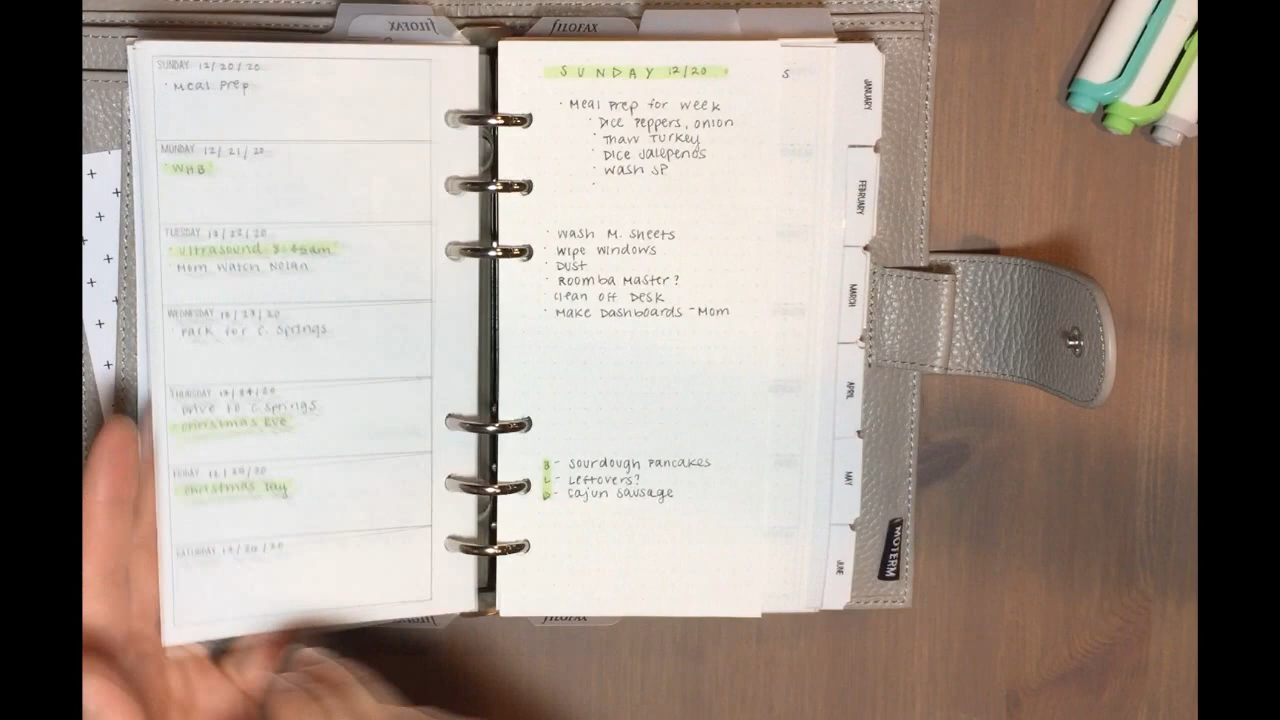 FILOFAX
SUNDAY 12/20/20
· Meal Prep
MONDAY 12/21/20
· WHB
TUESDAY 12/22/20
· Ultrasound 8:45am
· Mom Watch Nolan
WEDNESDAY 12/23/20
· Pack for C. Springs
THURSDAY 12/24/20
· Drive to C. Springs
Christmas Eve
FRIDAY 12/25/20
Christmas Day
SATURDAY 12/26/20
FILOFAX
FILOFAX
SUNDAY 12/20
S
· Meal Prep for week
· Dice Peppers, onion
· Thaw Turkey
· Dice Jalepenos
· Wash SP
·
· Wash M. Sheets
· Wipe Windows
· Dust
· Roomba Master?
Clean off Desk
· Make Dashboards - Mom
B - Sourdough Pancakes
L - Leftovers?
D - Cajun Sausage
FILOFAX
JANUARY
FEBRUARY
MARCH
APRIL
MAY
JUNE
MOTERM